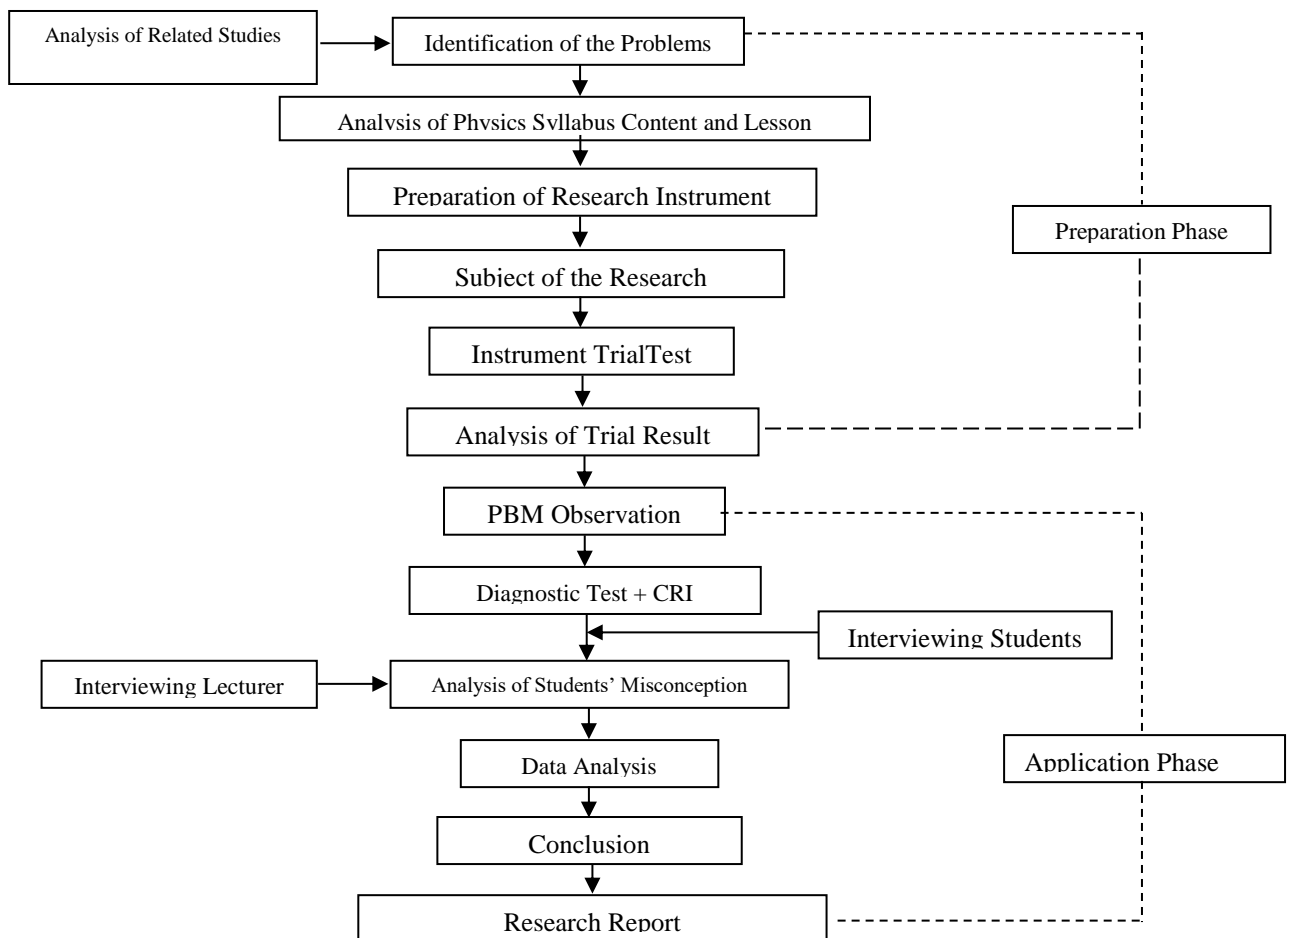 Analysis of Related Studies
Identification of the Problems
Analysis of Physics Syllabus Content and Lesson
Preparation of Research Instrument
Preparation Phase
Subject of the Research
Instrument TrialTest
Analysis of Trial Result
PBM Observation
Diagnostic Test + CRI
Interviewing Students
Interviewing Lecturer
Analysis of Students’ Misconception
Data Analysis
Application Phase
Conclusion
Research Report